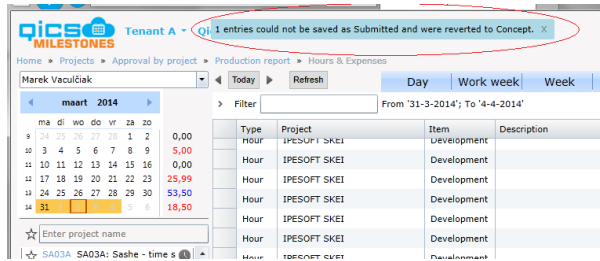 Qics
MILESTONES
Tenant A
1 entries could not be saved as Submitted and were reverted to Concept. X
Home » Projects » Approval by project » Production report » Hours & Expenses
Marek Vaculčiak
Today Refresh Day Work week Week
maart 2014
Filter From '31-3-2014'; To '4-4-2014'
ma di wo do vr za zo
9 24 25 26 27 28 1 2 0,00
10 3 4 5 6 7 8 9 5,00
11 10 11 12 13 14 15 16 0,00
12 17 18 19 20 21 22 23 25,99
13 24 25 26 27 28 29 30 53,50
14 31 5 6 18,50
Type Project Item Description
Hour IPESOFT SKEI Development
Hour IPESOFT SKEI Development
Hour IPESOFT SKEI Development
Hour IPESOFT SKEI Development
Hour IPESOFT SKEI Development
Hour IPESOFT SKEI Development
Enter project name
SA03A SA03A: Sashe - time s